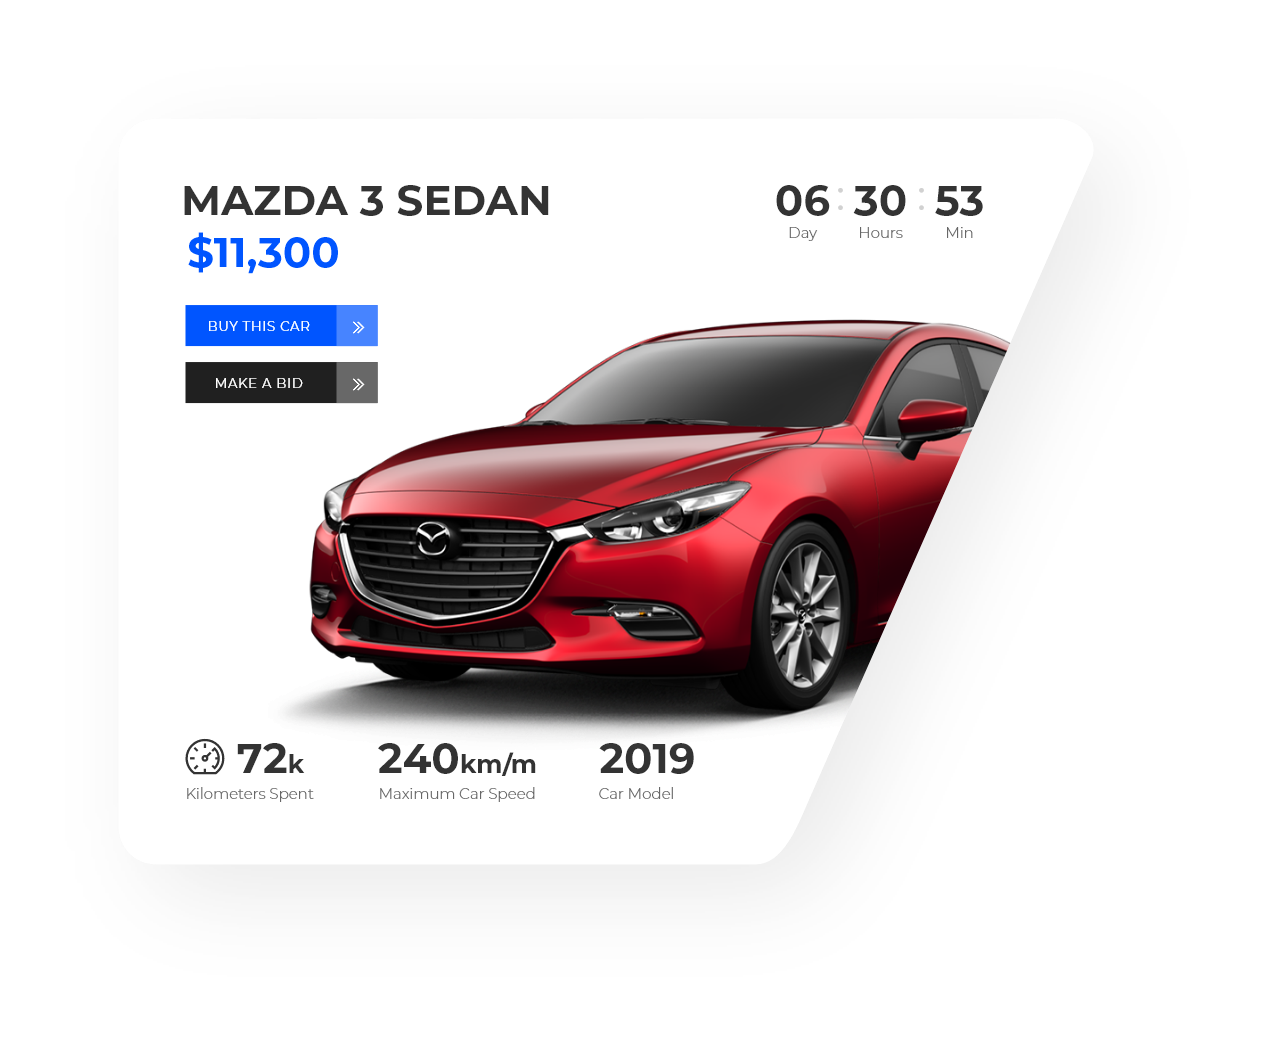 MAZDA 3 SEDAN
$11,300
06 : 30 : 53
Day Hours Min
BUY THIS CAR
MAKE A BID
72k 240km/m 2019
Kilometers Spent Maximum Car Speed Car Model